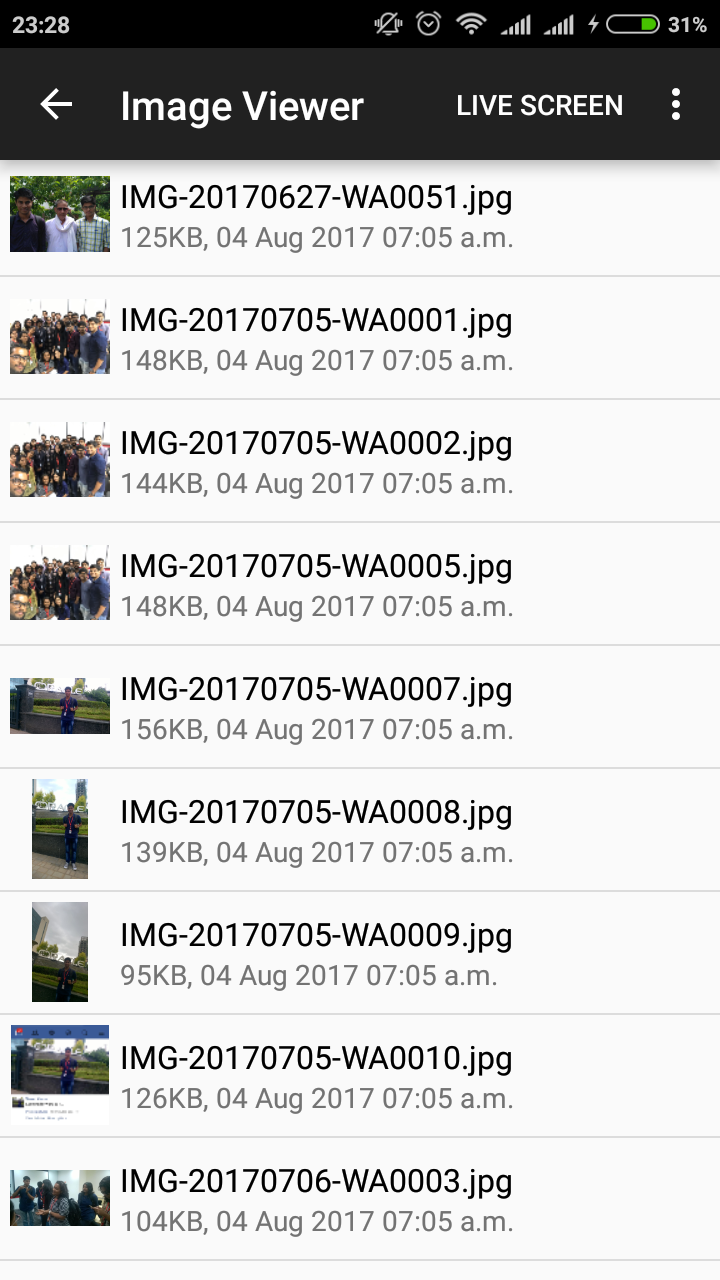 23:28
31%
Image Viewer
LIVE SCREEN
IMG-20170627-WA0051.jpg
125KB, 04 Aug 2017 07:05 a.m.
IMG-20170705-WA0001.jpg
148KB, 04 Aug 2017 07:05 a.m.
IMG-20170705-WA0002.jpg
144KB, 04 Aug 2017 07:05 a.m.
IMG-20170705-WA0005.jpg
148KB, 04 Aug 2017 07:05 a.m.
IMG-20170705-WA0007.jpg
156KB, 04 Aug 2017 07:05 a.m.
IMG-20170705-WA0008.jpg
139KB, 04 Aug 2017 07:05 a.m.
IMG-20170705-WA0009.jpg
95KB, 04 Aug 2017 07:05 a.m.
IMG-20170705-WA0010.jpg
126KB, 04 Aug 2017 07:05 a.m.
IMG-20170706-WA0003.jpg
104KB, 04 Aug 2017 07:05 a.m.